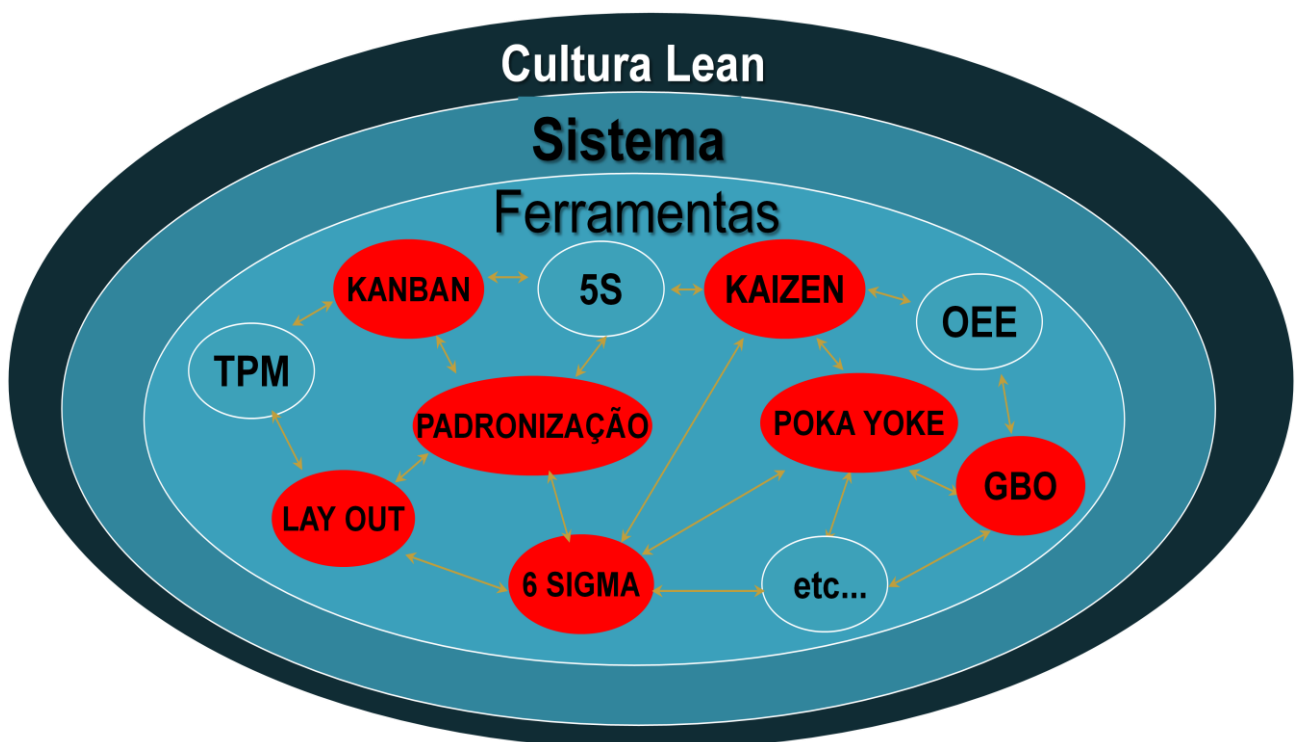 Cultura Lean
Sistema
Ferramentas
KANBAN
5S
KAIZEN
OEE
TPM
PADRONIZAÇÃO
POKA YOKE
GBO
LAY OUT
6 SIGMA
etc...